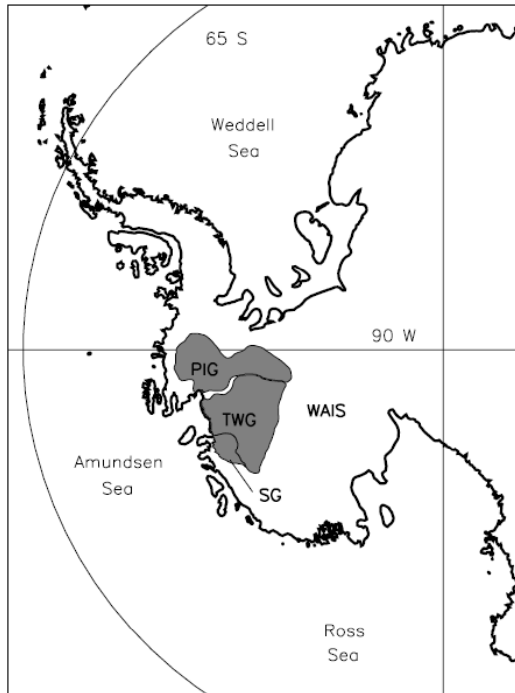 65 S
Weddell
Sea
90 W
PIG
TWG
WAIS
Amundsen
Sea
SG
Ross
Sea